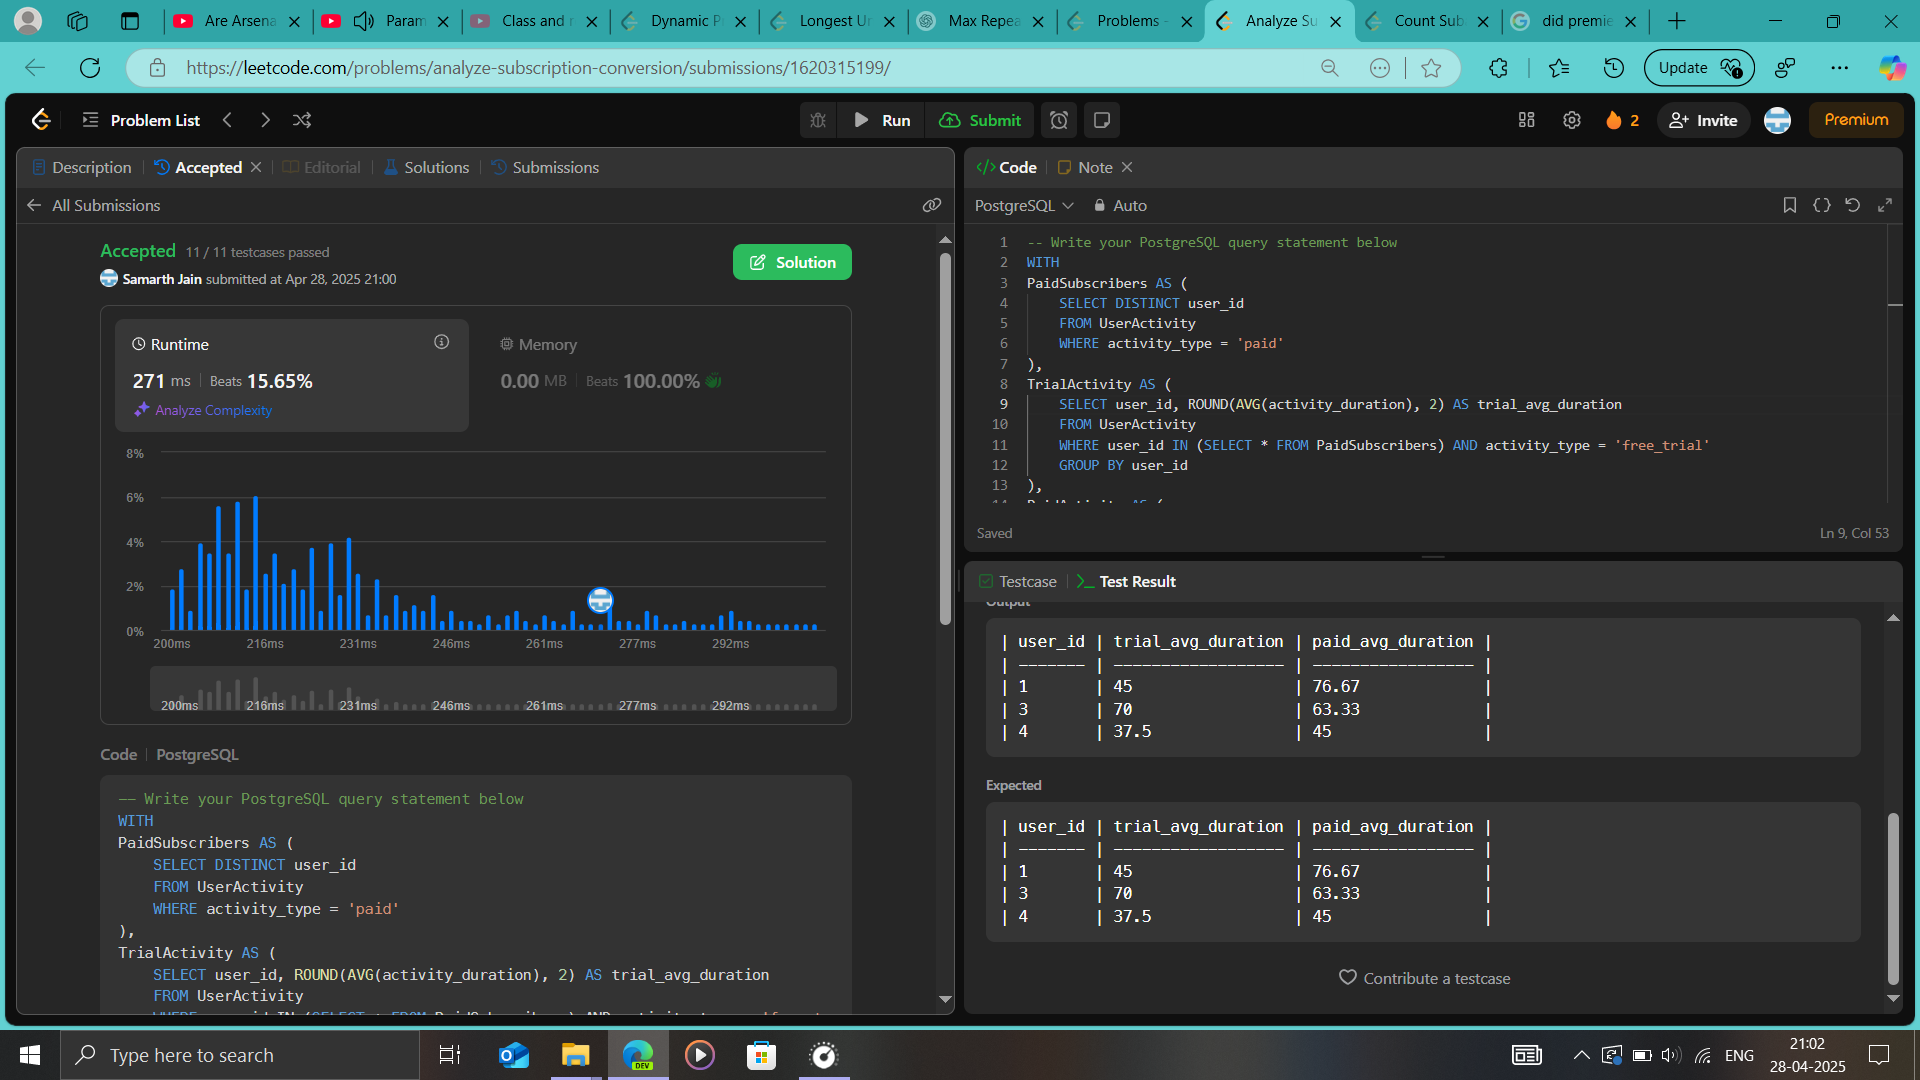 Are Arsena
Param
Class and r
Dynamic P
Longest Un
Max Repea
Problems -
Analyze Su
Count Sub
did premie
https://leetcode.com/problems/analyze-subscription-conversion/submissions/1620315199/
Update
Problem List
Run
Submit
2
Invite
Premium
Description
Accepted
Editorial
Solutions
Submissions
All Submissions
Accepted 11 / 11 testcases passed
Samarth Jain submitted at Apr 28, 2025 21:00
Solution
Runtime
271 ms Beats 15.65%
Analyze Complexity
Memory
0.00 MB Beats 100.00%
8%
6%
4%
2%
0%
200ms 216ms 231ms 246ms 261ms 277ms 292ms
200ms 216ms 231ms 246ms 261ms 277ms 292ms
Code PostgreSQL
-- Write your PostgreSQL query statement below
WITH
PaidSubscribers AS (
SELECT DISTINCT user_id
FROM UserActivity
WHERE activity_type = 'paid'
),
TrialActivity AS (
SELECT user_id, ROUND(AVG(activity_duration), 2) AS trial_avg_duration
FROM UserActivity
Code
Note
PostgreSQL
Auto
1 -- Write your PostgreSQL query statement below
2 WITH
3 PaidSubscribers AS (
4 SELECT DISTINCT user_id
5 FROM UserActivity
6 WHERE activity_type = 'paid'
7 ),
8 TrialActivity AS (
9 SELECT user_id, ROUND(AVG(activity_duration), 2) AS trial_avg_duration
10 FROM UserActivity
11 WHERE user_id IN (SELECT * FROM PaidSubscribers) AND activity_type = 'free_trial'
12 GROUP BY user_id
13 ),
14 PaidActivity AS (
Saved
Ln 9, Col 53
Testcase
Test Result
Output
| user_id | trial_avg_duration | paid_avg_duration |
| ------- | ------------------ | ----------------- |
| 1 | 45 | 76.67 |
| 3 | 70 | 63.33 |
| 4 | 37.5 | 45 |
Expected
| user_id | trial_avg_duration | paid_avg_duration |
| ------- | ------------------ | ----------------- |
| 1 | 45 | 76.67 |
| 3 | 70 | 63.33 |
| 4 | 37.5 | 45 |
Contribute a testcase
Type here to search
DEV
ENG
21:02
28-04-2025